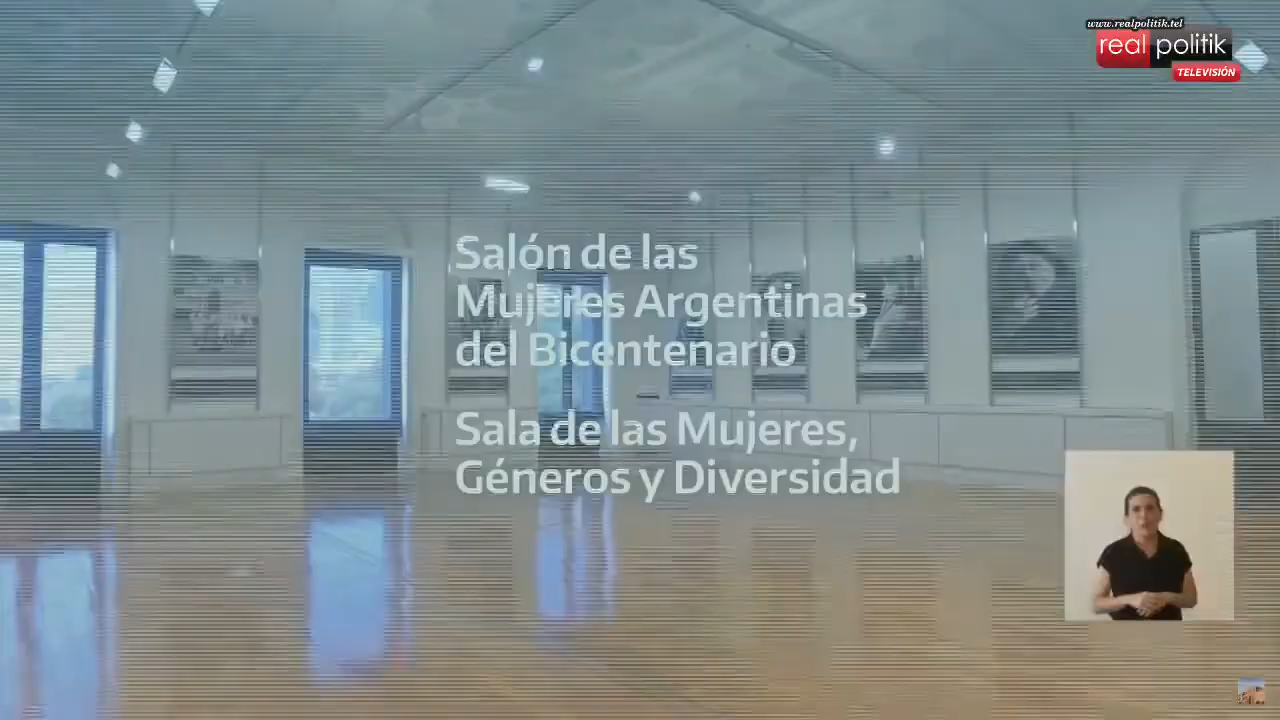 www.realpolitik.tel
real politik
TELEVISIÓN
Salón de las
Mujeres Argentinas
del Bicentenario
Sala de las Mujeres,
Géneros y Diversidad